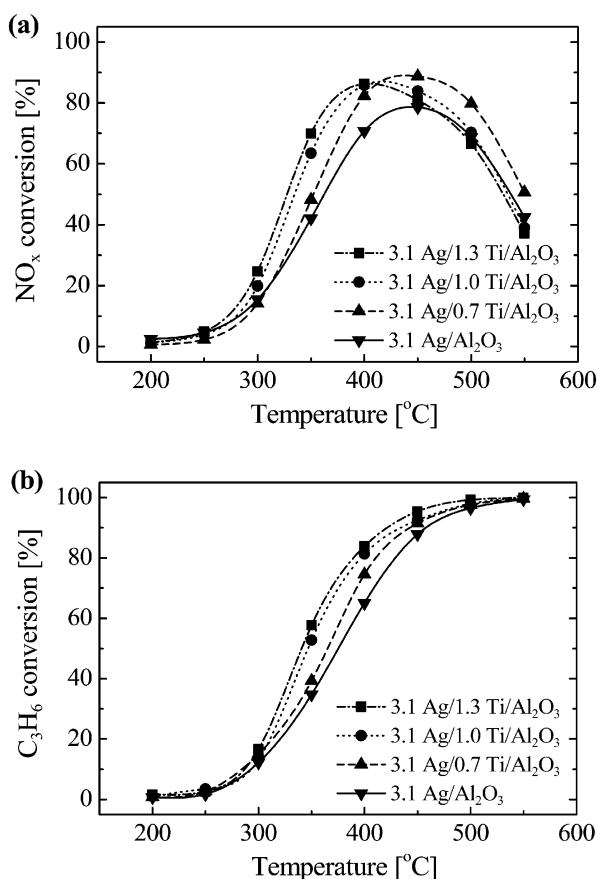 (a)
100
80
60
40
20
0
NOx conversion [%]
3.1 Ag/1.3 Ti/Al2O3
3.1 Ag/1.0 Ti/Al2O3
3.1 Ag/0.7 Ti/Al2O3
3.1 Ag/Al2O3
200 300 400 500 600
Temperature [°C]
(b)
100
80
60
40
20
0
C3H6 conversion [%]
3.1 Ag/1.3 Ti/Al2O3
3.1 Ag/1.0 Ti/Al2O3
3.1 Ag/0.7 Ti/Al2O3
3.1 Ag/Al2O3
200 300 400 500 600
Temperature [°C]